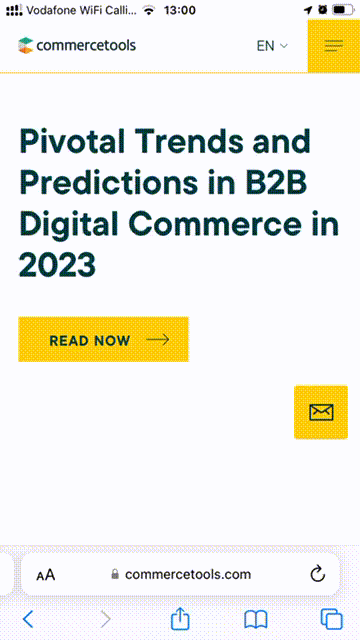 Vodafone WiFi Calli... 13:00
commercetools EN
Pivotal Trends and
Predictions in B2B
Digital Commerce in
2023
READ NOW
AA commercetools.com